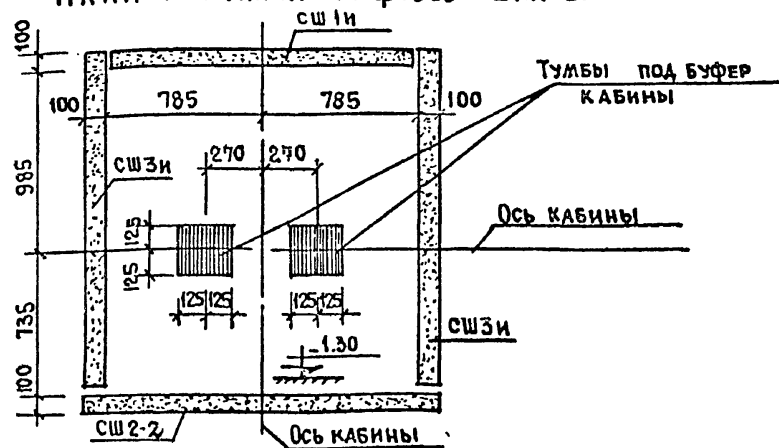 СШ1И
100
100
785
785
100
ТУМБЫ ПОД БУФЕР
КАБИНЫ
270
270
СШ3И
985
125
125
ОСЬ КАБИНЫ
125
125
125
125
735
-1.30
СШ3И
100
СШ2-2
ОСЬ КАБИНЫ